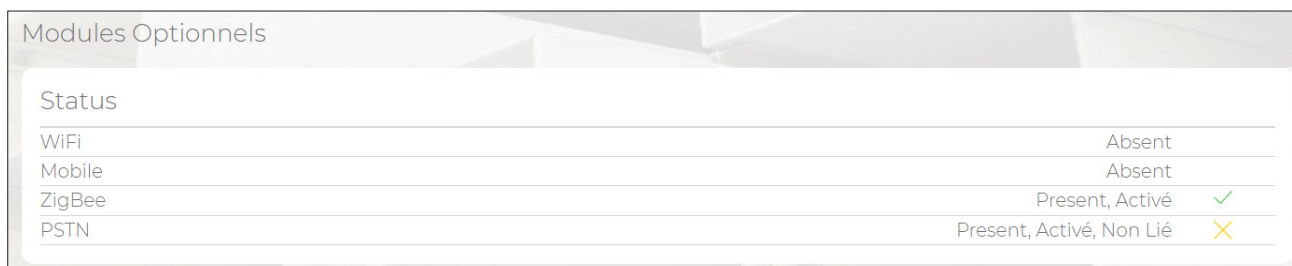 Modules Optionnels
Status
WiFi Absent
Mobile Absent
ZigBee Present, Activé
PSTN Present, Activé, Non Lié